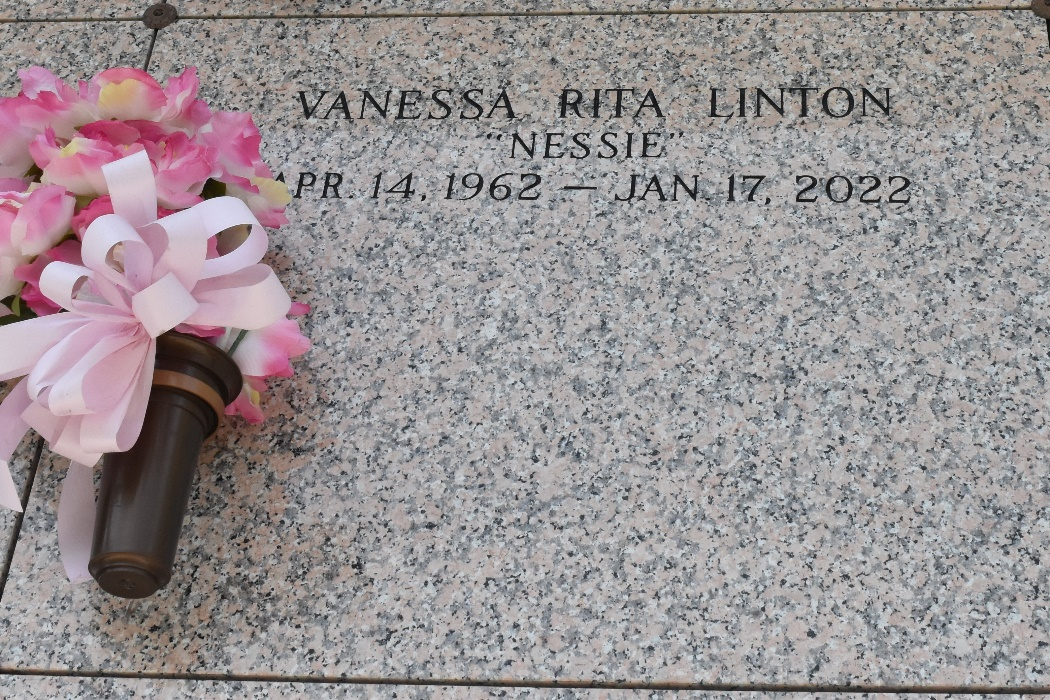 VANESSA RITA LINTON
"NESSIE"
APR 14, 1962 — JAN 17, 2022